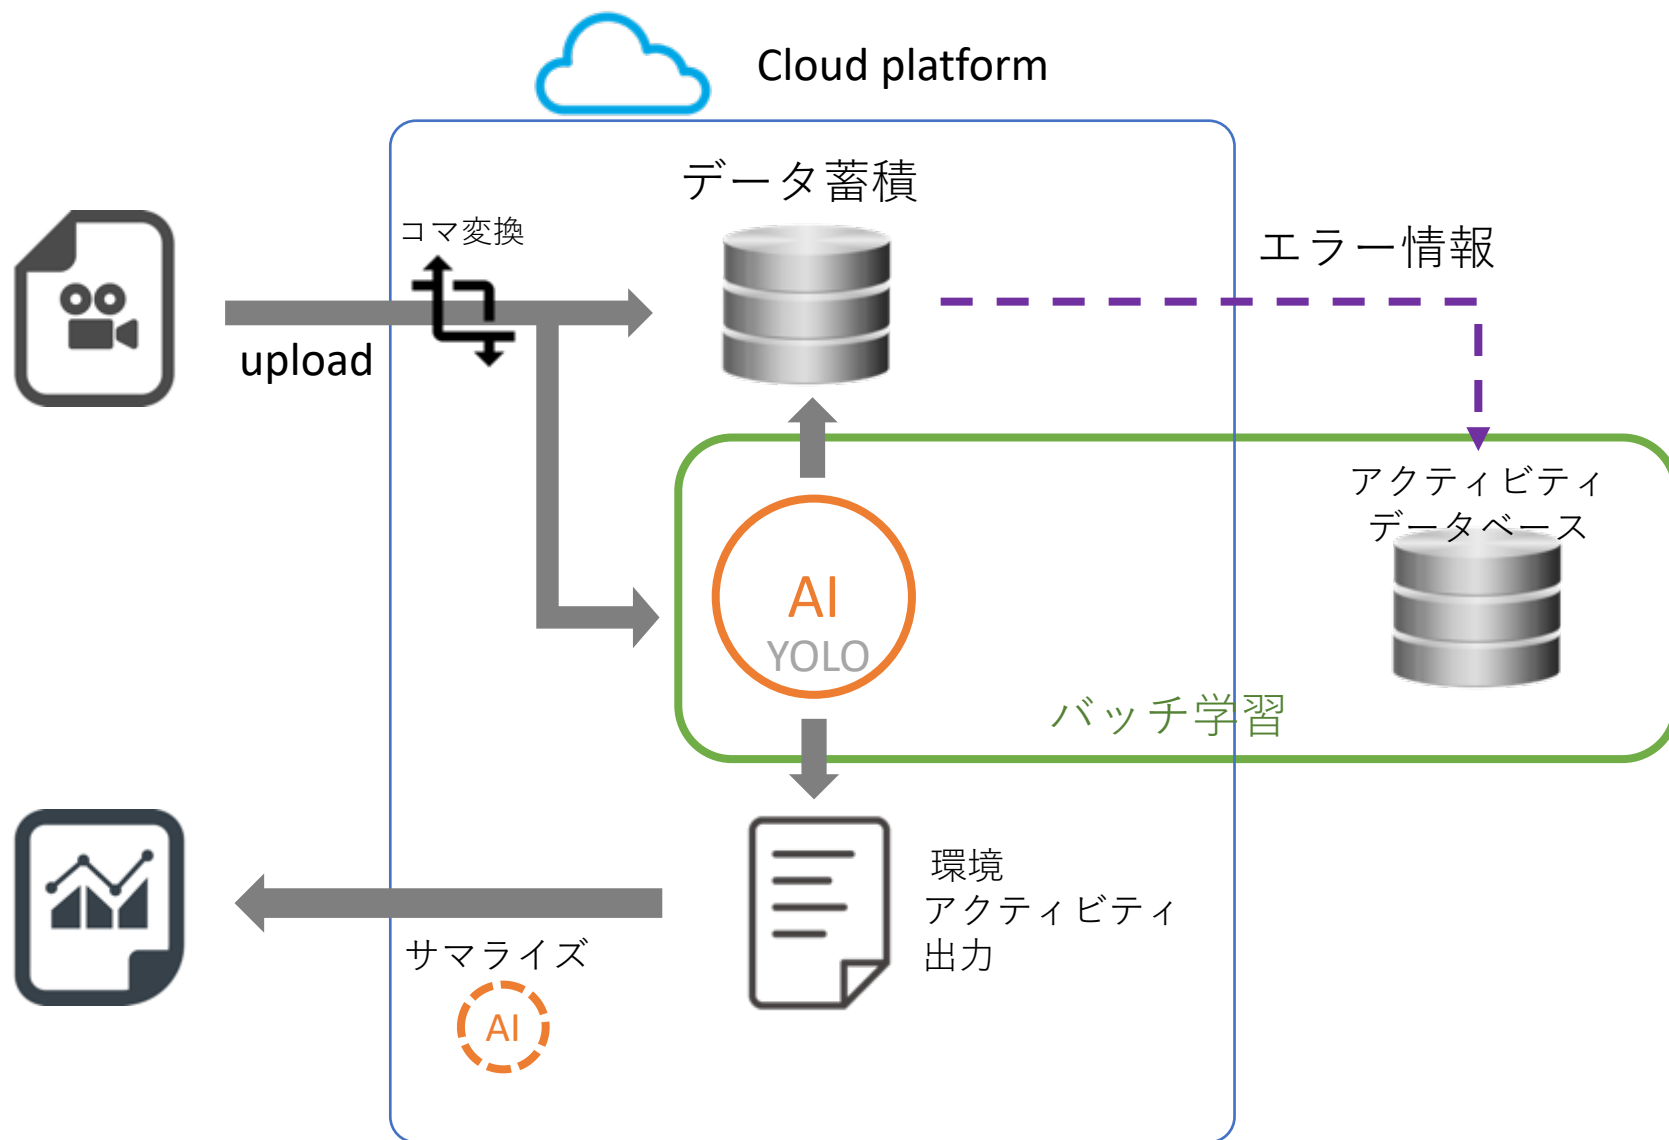 Cloud platform
データ蓄積
コマ変換
エラー情報
upload
アクティビティ
データベース
AI
YOLO
バッチ学習
環境
アクティビティ
出力
サマライズ
AI